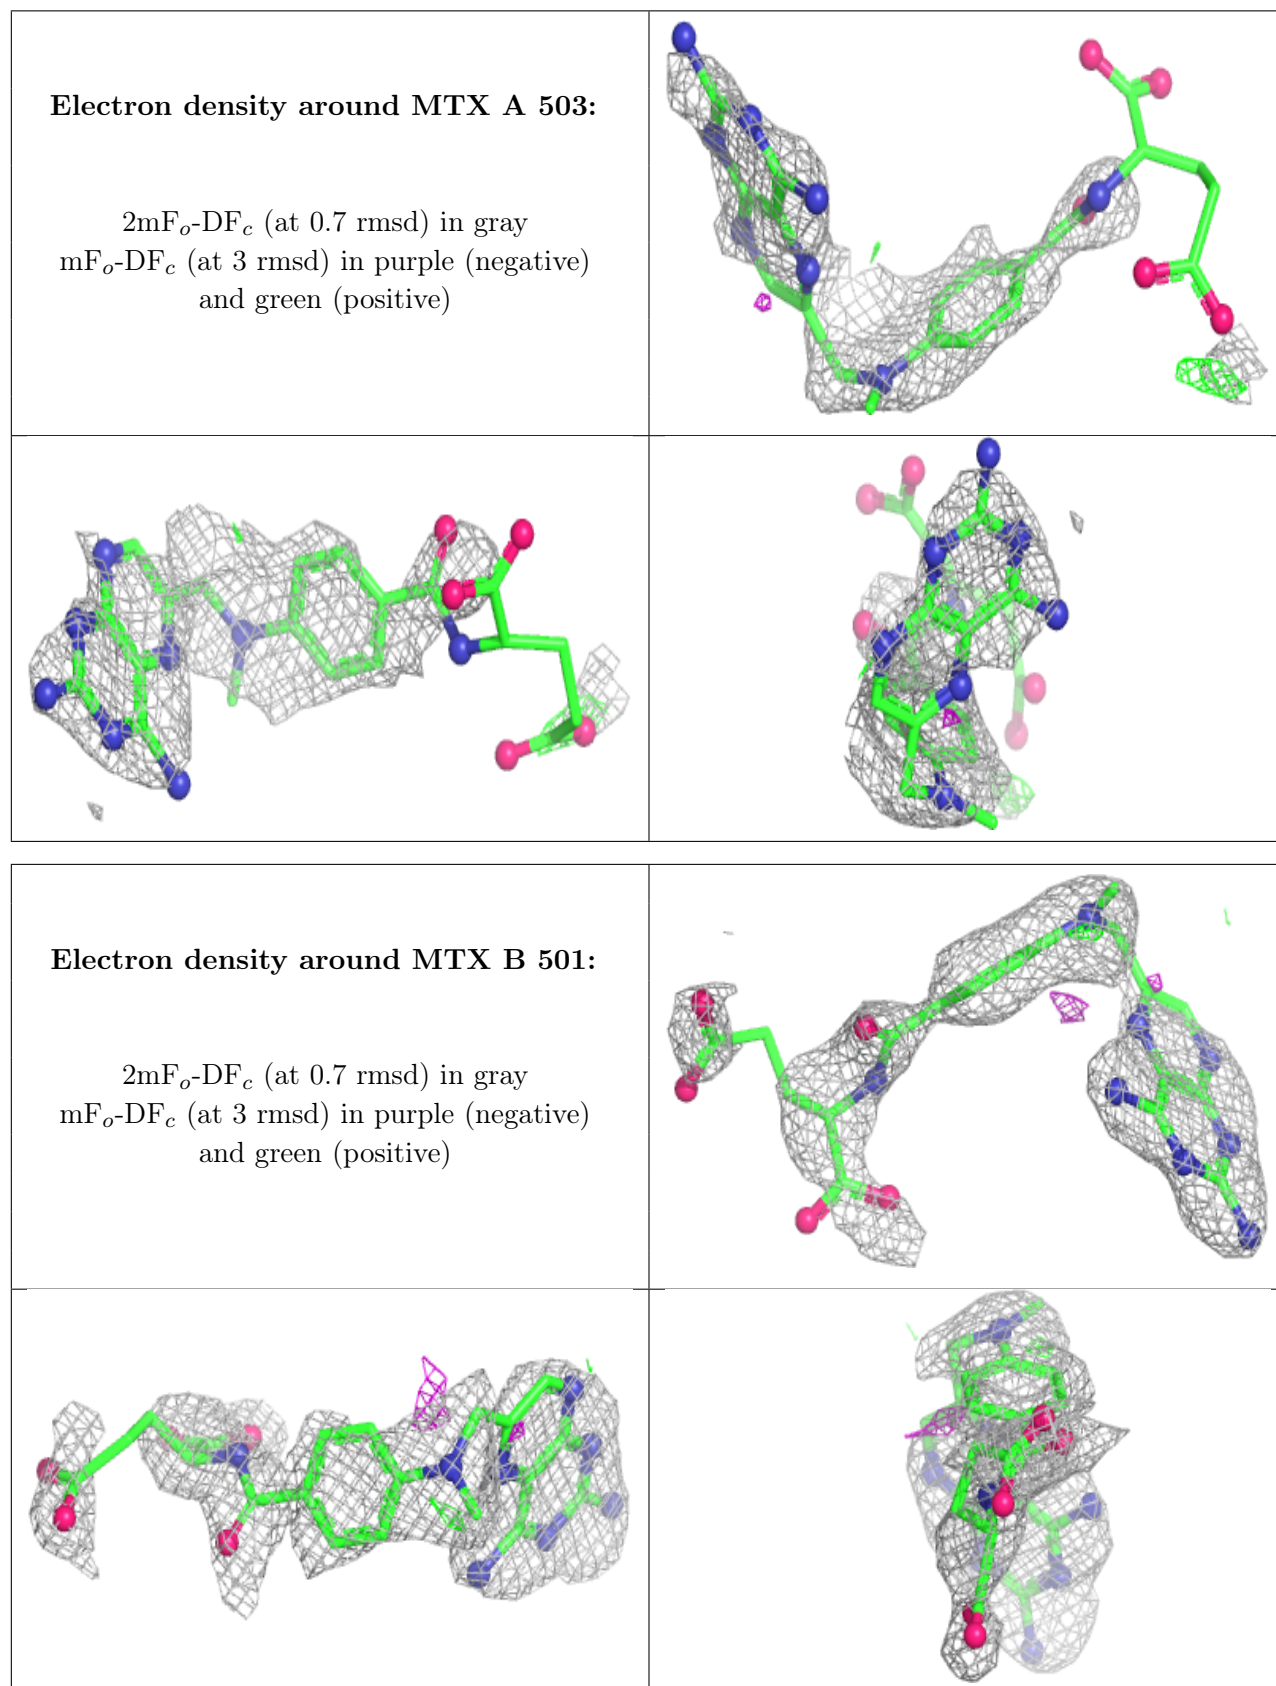 Electron density around MTX A 503:
2mFo-DFc (at 0.7 rmsd) in gray
mFo-DFc (at 3 rmsd) in purple (negative)
and green (positive)
Electron density around MTX B 501:
2mFo-DFc (at 0.7 rmsd) in gray
mFo-DFc (at 3 rmsd) in purple (negative)
and green (positive)